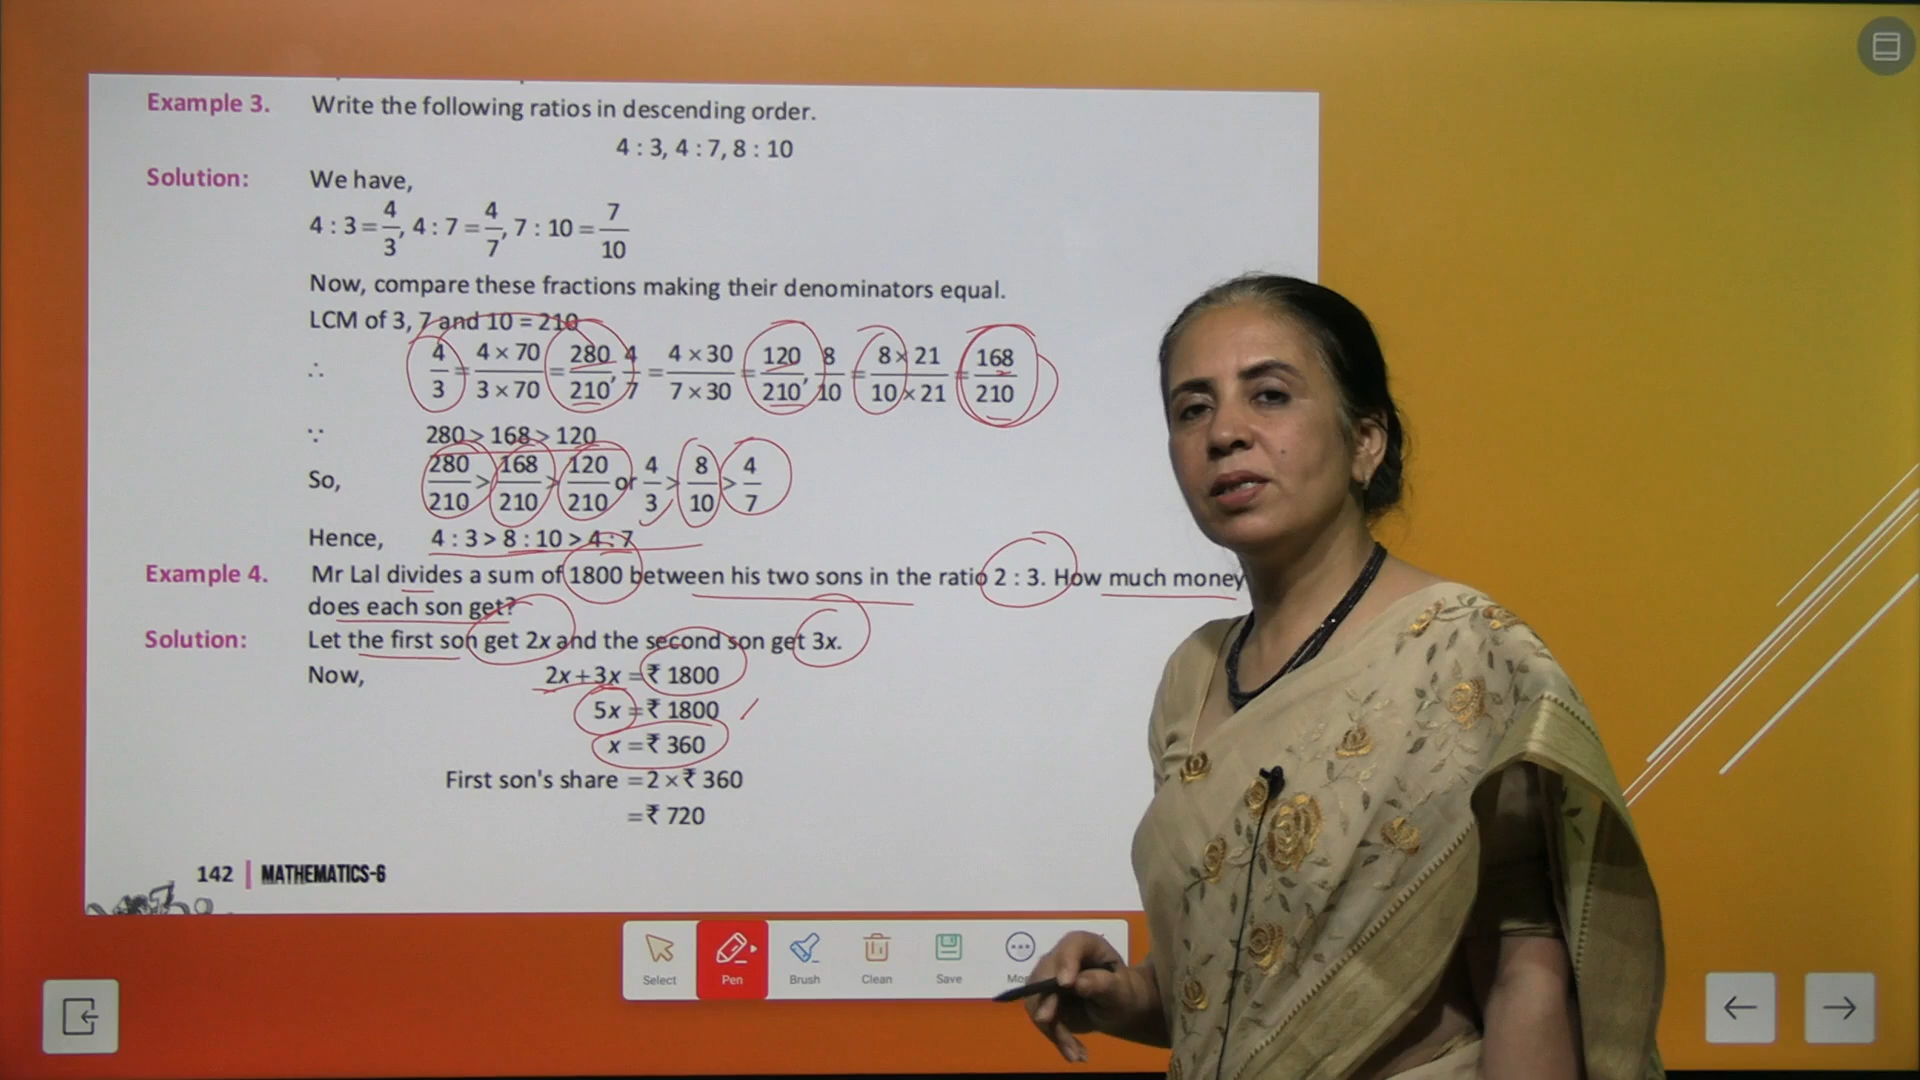 Example 3. Write the following ratios in descending order.
4 : 3, 4 : 7, 8 : 10
Solution: We have,
4 : 3 = 4/3, 4 : 7 = 4/7, 7 : 10 = 7/10
Now, compare these fractions making their denominators equal.
LCM of 3, 7 and 10 = 210
∴ 4/3 = 4 × 70/3 × 70 = 280/210, 4/7 = 4 × 30/7 × 30 = 120/210, 8/10 = 8 × 21/10 × 21 = 168/210
∵ 280 > 168 > 120
So, 280/210 > 168/210 > 120/210 or 4/3 > 8/10 > 4/7
Hence, 4 : 3 > 8 : 10 > 4 : 7
Example 4. Mr Lal divides a sum of 1800 between his two sons in the ratio 2 : 3. How much money
does each son get?
Solution: Let the first son get 2x and the second son get 3x.
Now, 2x + 3x = ₹ 1800
5x = ₹ 1800
x = ₹ 360
First son's share = 2 × ₹ 360
= ₹ 720
142 | MATHEMATICS-6
Select Pen Brush Clean Save